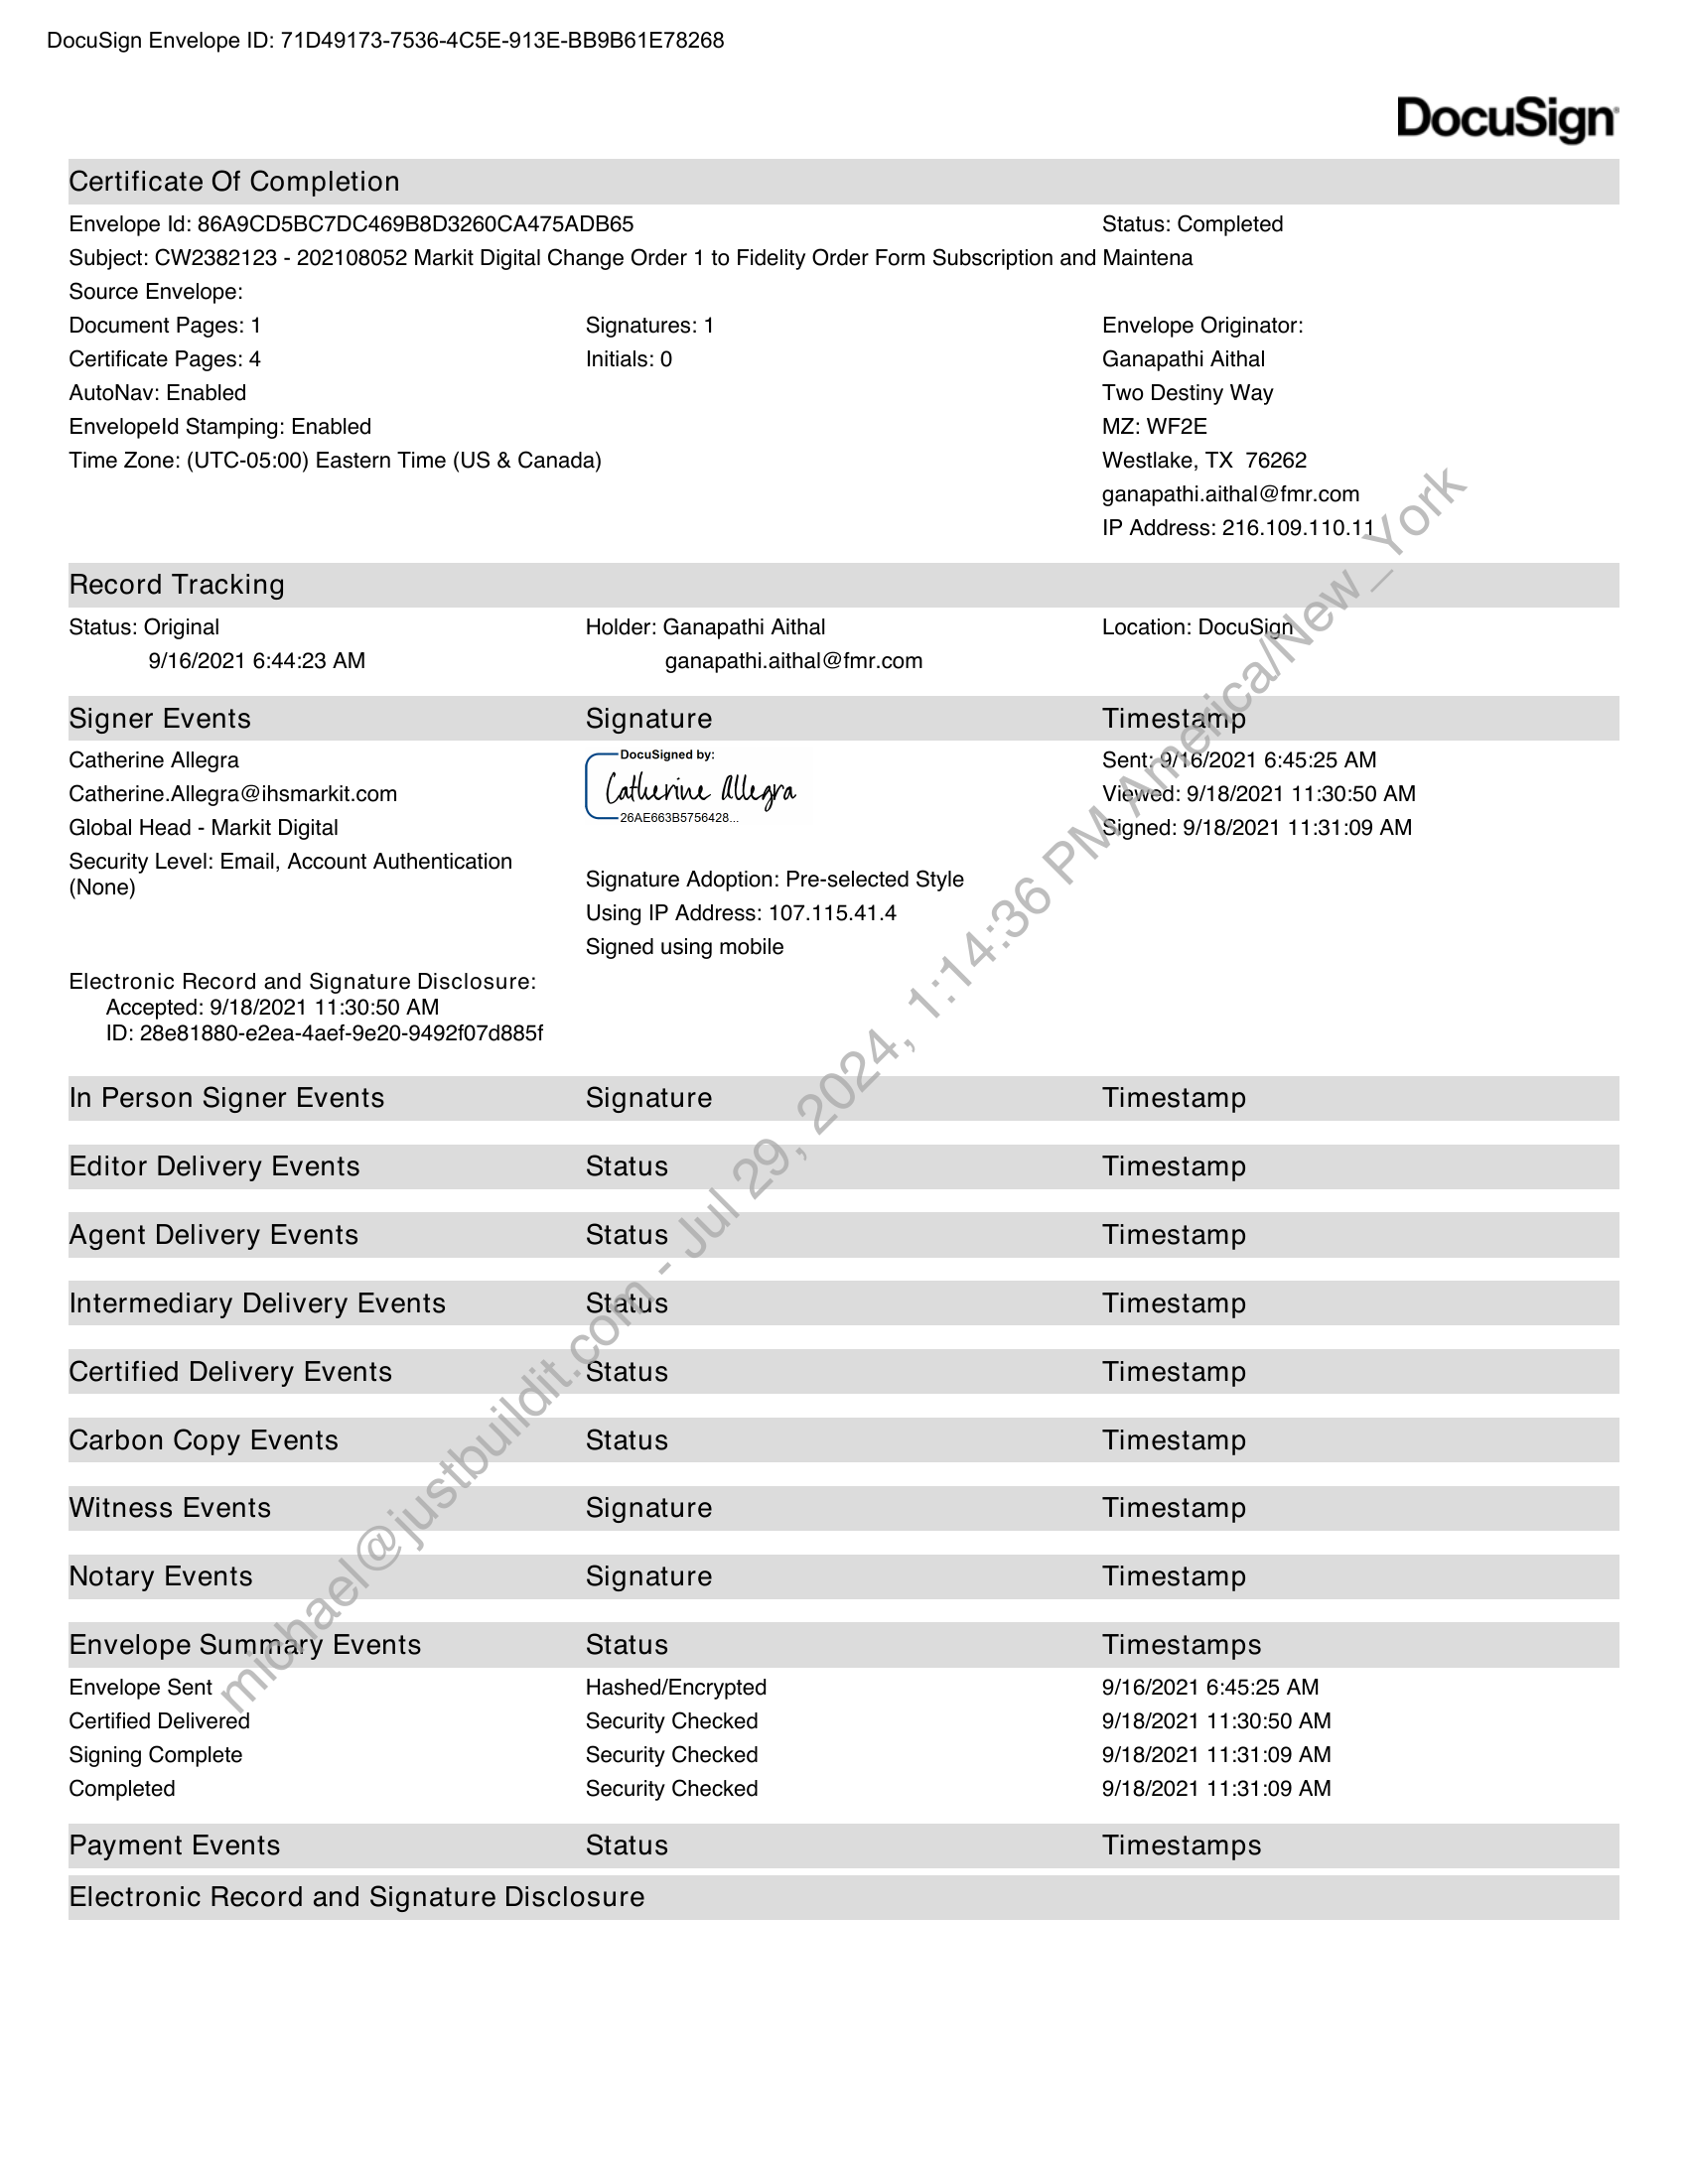 DocuSign Envelope ID: 71D49173-7536-4C5E-913E-BB9B61E78268
DocuSign
Certificate Of Completion
Envelope Id: 86A9CD5BC7DC469B8D3260CA475ADB65 Status: Completed
Subject: CW2382123 - 202108052 Markit Digital Change Order 1 to Fidelity Order Form Subscription and Maintena
Source Envelope:
Document Pages: 1 Signatures: 1 Envelope Originator:
Certificate Pages: 4 Initials: 0 Ganapathi Aithal
AutoNav: Enabled Two Destiny Way
EnvelopeId Stamping: Enabled MZ: WF2E
Time Zone: (UTC-05:00) Eastern Time (US & Canada) Westlake, TX 76262
ganapathi.aithal@fmr.com
IP Address: 216.109.110.11
Record Tracking
Status: Original Holder: Ganapathi Aithal Location: DocuSign
9/16/2021 6:44:23 AM ganapathi.aithal@fmr.com
Signer Events Signature Timestamp
Catherine Allegra DocuSigned by: Sent: 9/16/2021 6:45:25 AM
Catherine.Allegra@ihsmarkit.com Catherine Allegra Viewed: 9/18/2021 11:30:50 AM
Global Head - Markit Digital 26AE663B5756428... Signed: 9/18/2021 11:31:09 AM
Security Level: Email, Account Authentication
(None) Signature Adoption: Pre-selected Style
Using IP Address: 107.115.41.4
Signed using mobile
Electronic Record and Signature Disclosure:
Accepted: 9/18/2021 11:30:50 AM
ID: 28e81880-e2ea-4aef-9e20-9492f07d885f
In Person Signer Events Signature Timestamp
Editor Delivery Events Status Timestamp
Agent Delivery Events Status Timestamp
Intermediary Delivery Events Status Timestamp
Certified Delivery Events Status Timestamp
Carbon Copy Events Status Timestamp
Witness Events Signature Timestamp
Notary Events Signature Timestamp
Envelope Summary Events Status Timestamps
Envelope Sent Hashed/Encrypted 9/16/2021 6:45:25 AM
Certified Delivered Security Checked 9/18/2021 11:30:50 AM
Signing Complete Security Checked 9/18/2021 11:31:09 AM
Completed Security Checked 9/18/2021 11:31:09 AM
Payment Events Status Timestamps
Electronic Record and Signature Disclosure
michael@justbuildit.com - Jul 29, 2024, 1:14:36 PM America/New_York